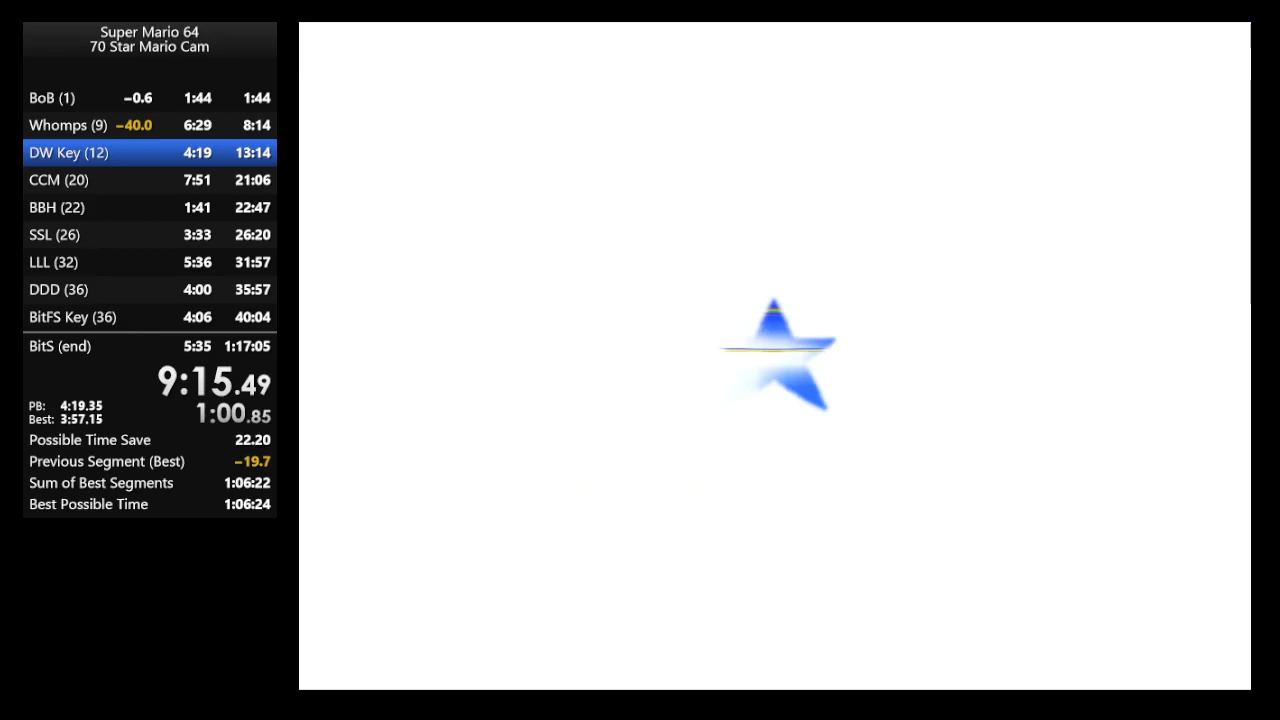 Super Mario 64
70 Star Mario Cam
BoB (1) −0.6 1:44 1:44
Whomps (9) −40.0 6:29 8:14
DW Key (12) 4:19 13:14
CCM (20) 7:51 21:06
BBH (22) 1:41 22:47
SSL (26) 3:33 26:20
LLL (32) 5:36 31:57
DDD (36) 4:00 35:57
BitFS Key (36) 4:06 40:04
BitS (end) 5:35 1:17:05
9:15.49
PB: 4:19.35 1:00.85
Best: 3:57.15
Possible Time Save 22.20
Previous Segment (Best) −19.7
Sum of Best Segments 1:06:22
Best Possible Time 1:06:24